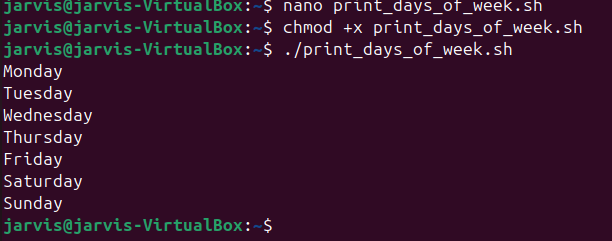 jarvis@jarvis-VirtualBox:~$ nano print_days_of_week.sh
jarvis@jarvis-VirtualBox:~$ chmod +x print_days_of_week.sh
jarvis@jarvis-VirtualBox:~$ ./print_days_of_week.sh
Monday
Tuesday
Wednesday
Thursday
Friday
Saturday
Sunday
jarvis@jarvis-VirtualBox:~$